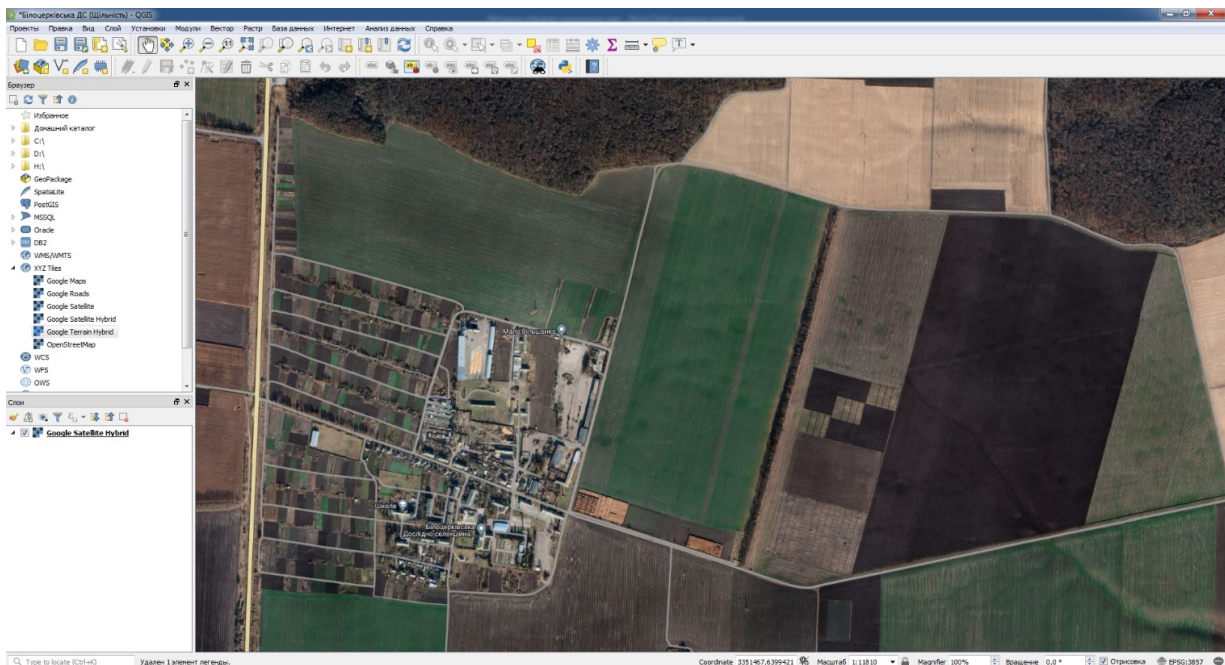 *Білоцерківська ДС (Щільність) - QGIS
Проекты Правка Вид Слой Установки Модули Вектор Растр База данных Интернет Анализ данных Справка
Браузер
Избранное
Домашний каталог
C:\
D:\
H:\
GeoPackage
SpatiaLite
PostGIS
MSSQL
Oracle
DB2
WMS/WMTS
XYZ Tiles
Google Maps
Google Roads
Google Satellite
Google Satellite Hybrid
Google Terrain Hybrid
OpenStreetMap
WCS
WFS
OWS
Слои
Google Satellite Hybrid
Мала Вільшанка
Школа
Білоцерківська
Дослідно-селекційна...
Type to locate (Ctrl+K) Удален 1 элемент легенды. Coordinate 3351467,6399421 Масштаб 1:11810 Magnifier 100% Вращение 0,0 ° Отрисовка EPSG:3857